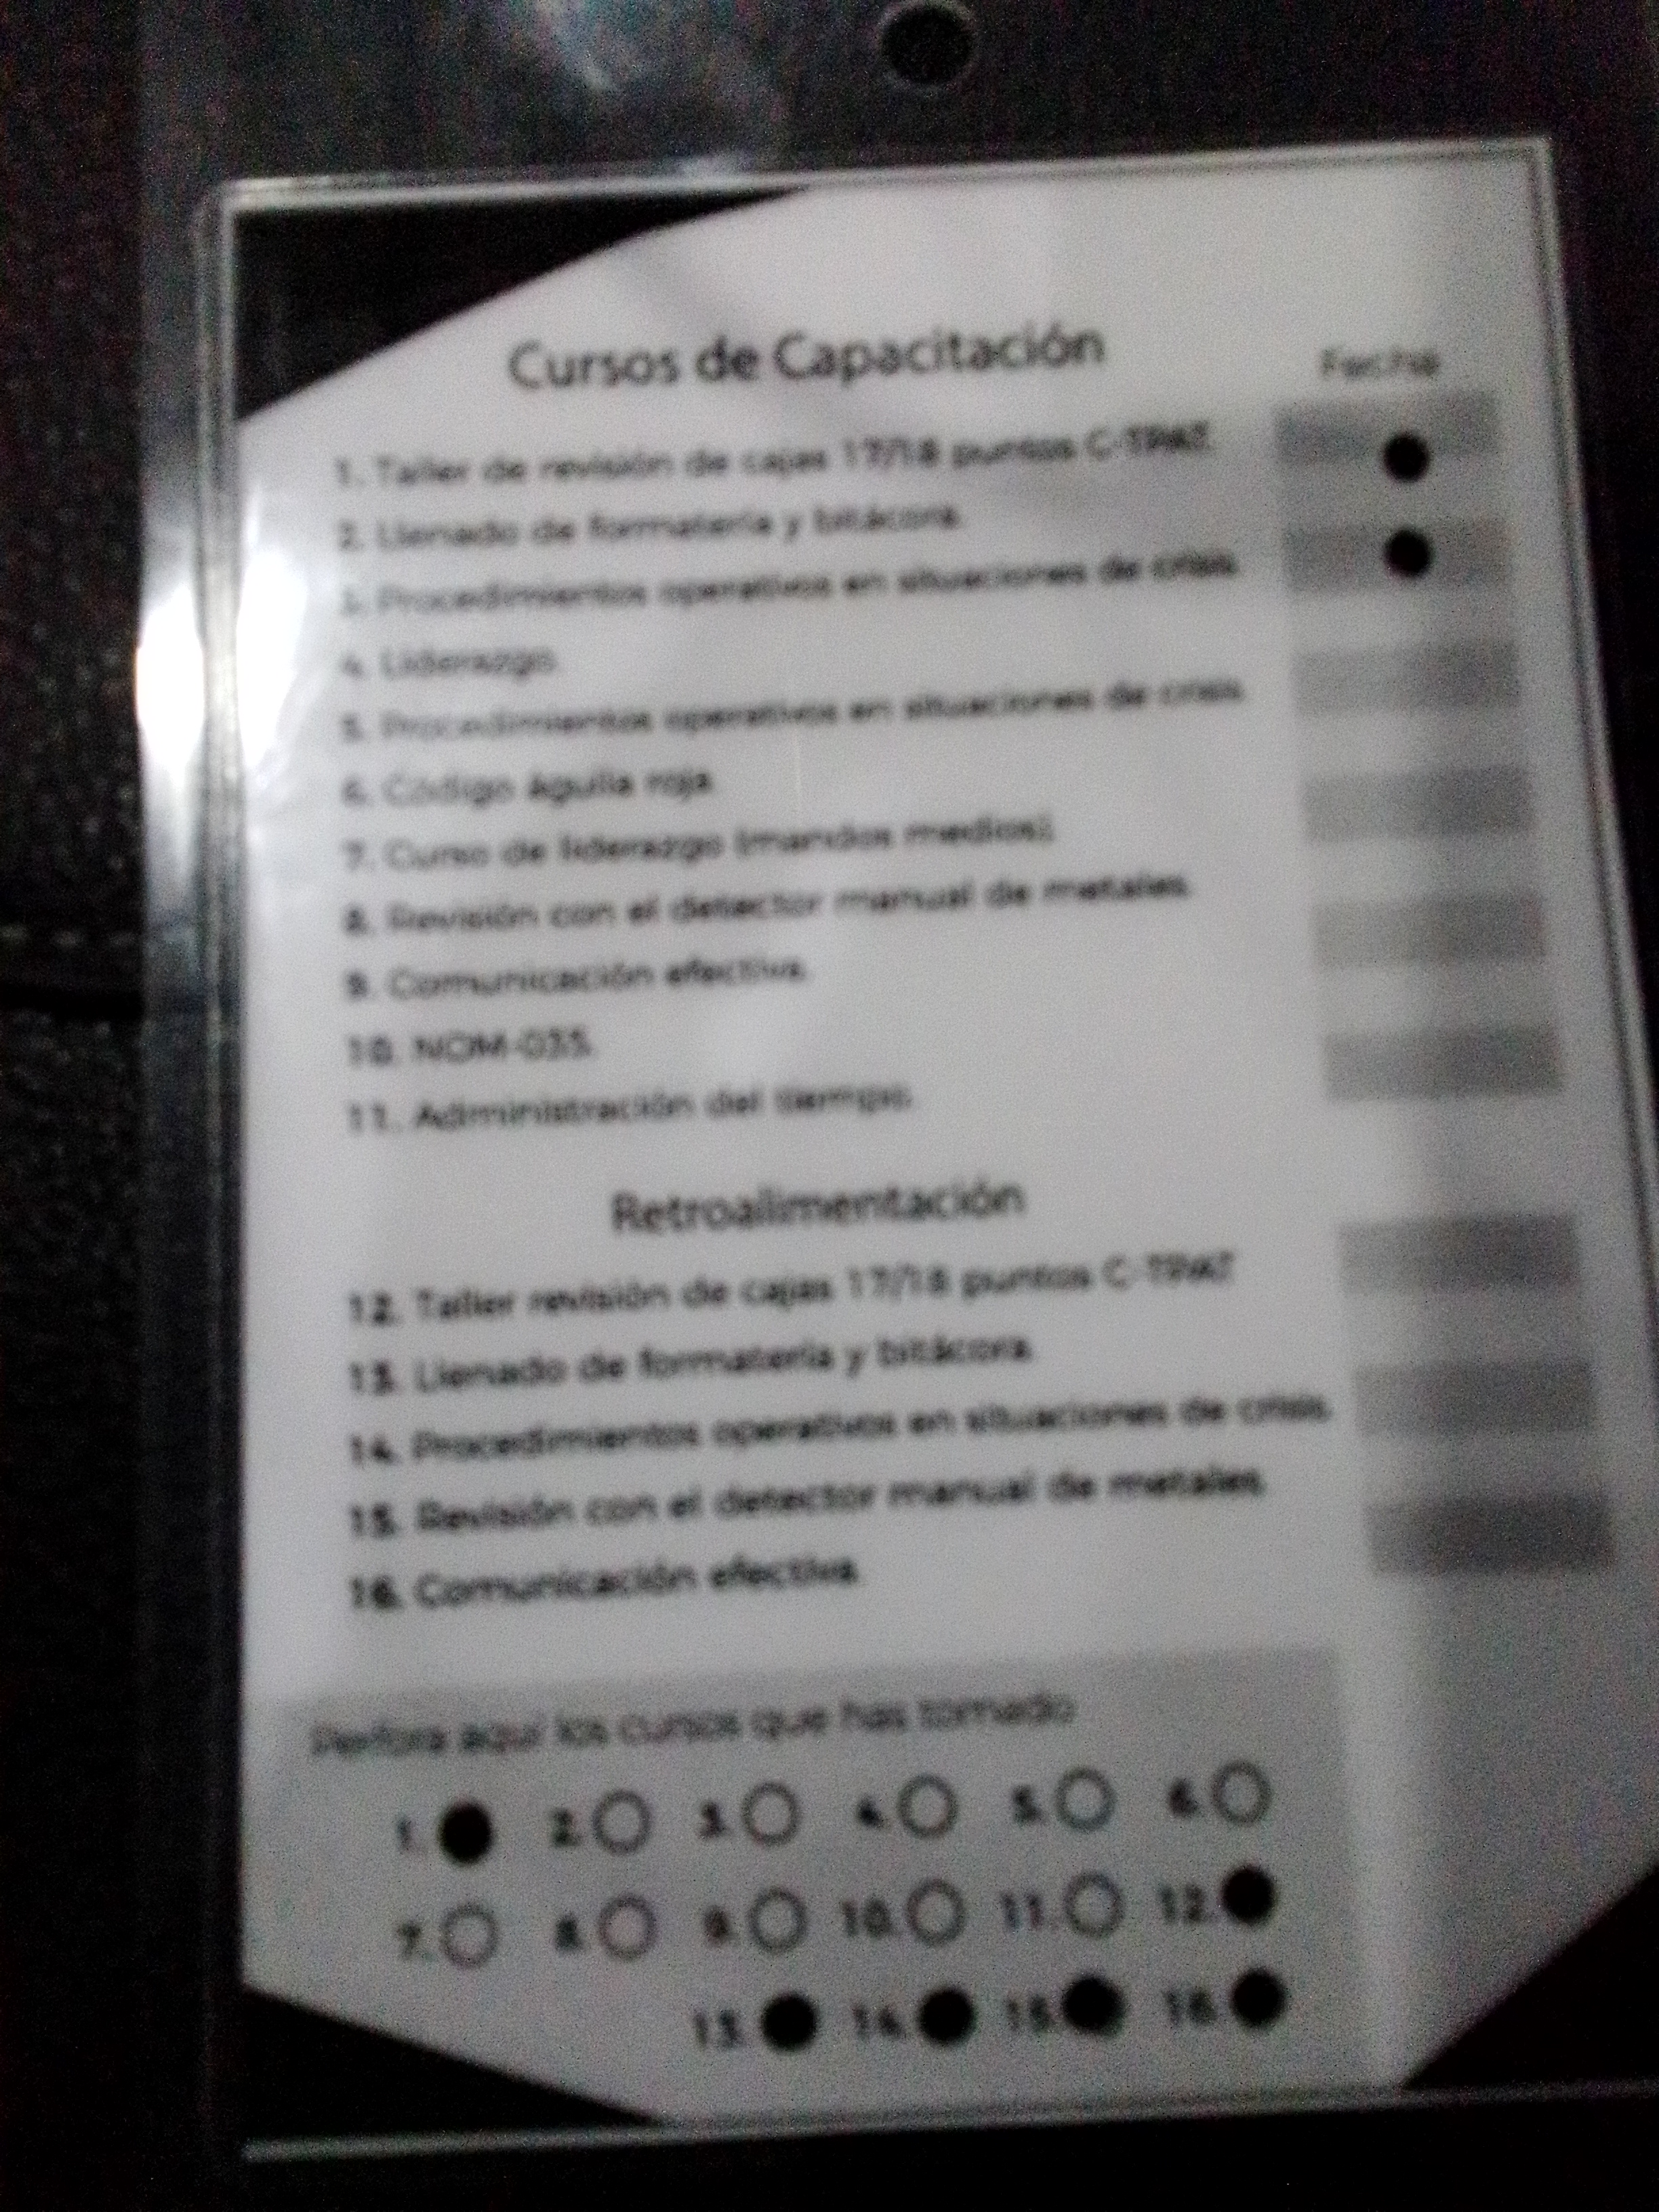 Cursos de Capacitación
Fecha
1. Taller de revisión de cajas 17/18 puntos C-TPAT.
2. Llenado de formatería y bitácora.
3. Procedimientos operativos en situaciones de crisis.
4. Liderazgo.
5. Procedimientos operativos en situaciones de crisis.
6. Código águila roja.
7. Curso de liderazgo (mandos medios).
8. Revisión con el detector manual de metales.
9. Comunicación efectiva.
10. NOM-035.
11. Administración del tiempo.
Retroalimentación
12. Taller revisión de cajas 17/18 puntos C-TPAT
13. Llenado de formatería y bitácora.
14. Procedimientos operativos en situaciones de crisis.
15. Revisión con el detector manual de metales.
16. Comunicación efectiva.
Perfora aquí los cursos que has tomado
1. 2. 3. 4. 5. 6.
7. 8. 9. 10. 11. 12.
13. 14. 15. 16.